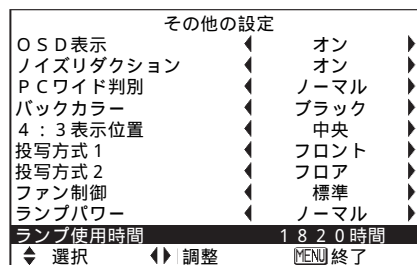 その他の設定
ＯＳＤ表示 オン
ノイズリダクション オン
ＰＣワイド判別 ノーマル
バックカラー ブラック
４：３表示位置 中央
投写方式１ フロント
投写方式２ フロア
ファン制御 標準
ランプパワー ノーマル
ランプ使用時間 １８２０時間
選択 調整 MENU 終了